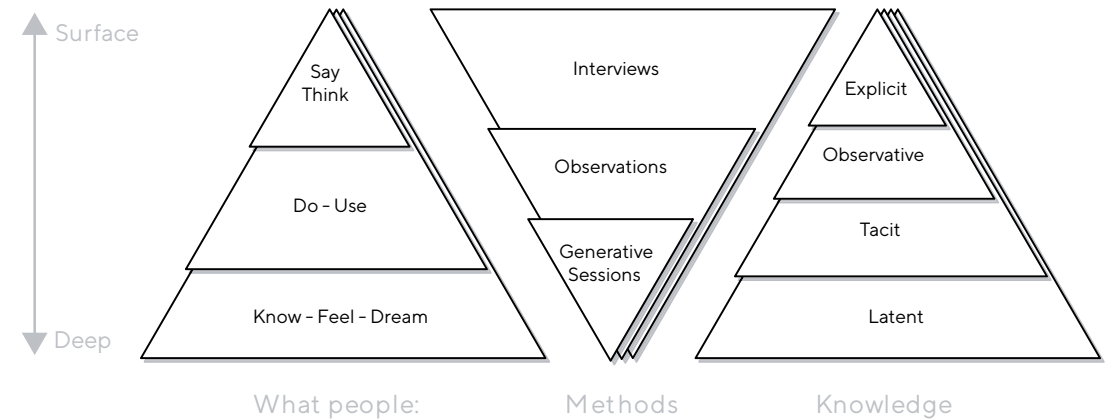 Surface
Deep
Say
Think
Do - Use
Know - Feel - Dream
What people:
Interviews
Observations
Generative
Sessions
Methods
Explicit
Observative
Tacit
Latent
Knowledge